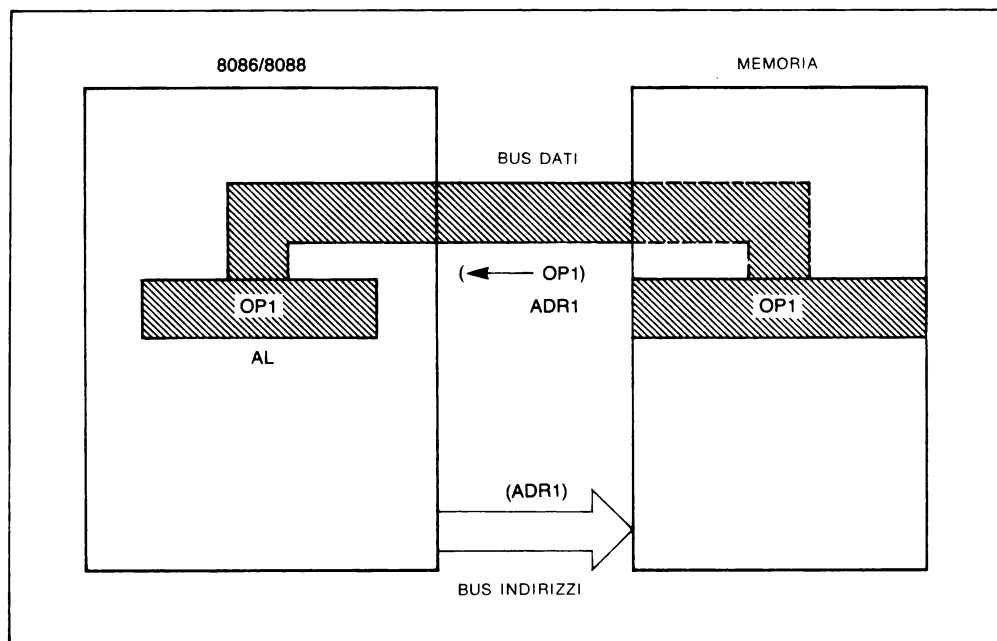 8086/8088
MEMORIA
BUS DATI
(← OP1)
ADR1
OP1
OP1
AL
(ADR1)
BUS INDIRIZZI